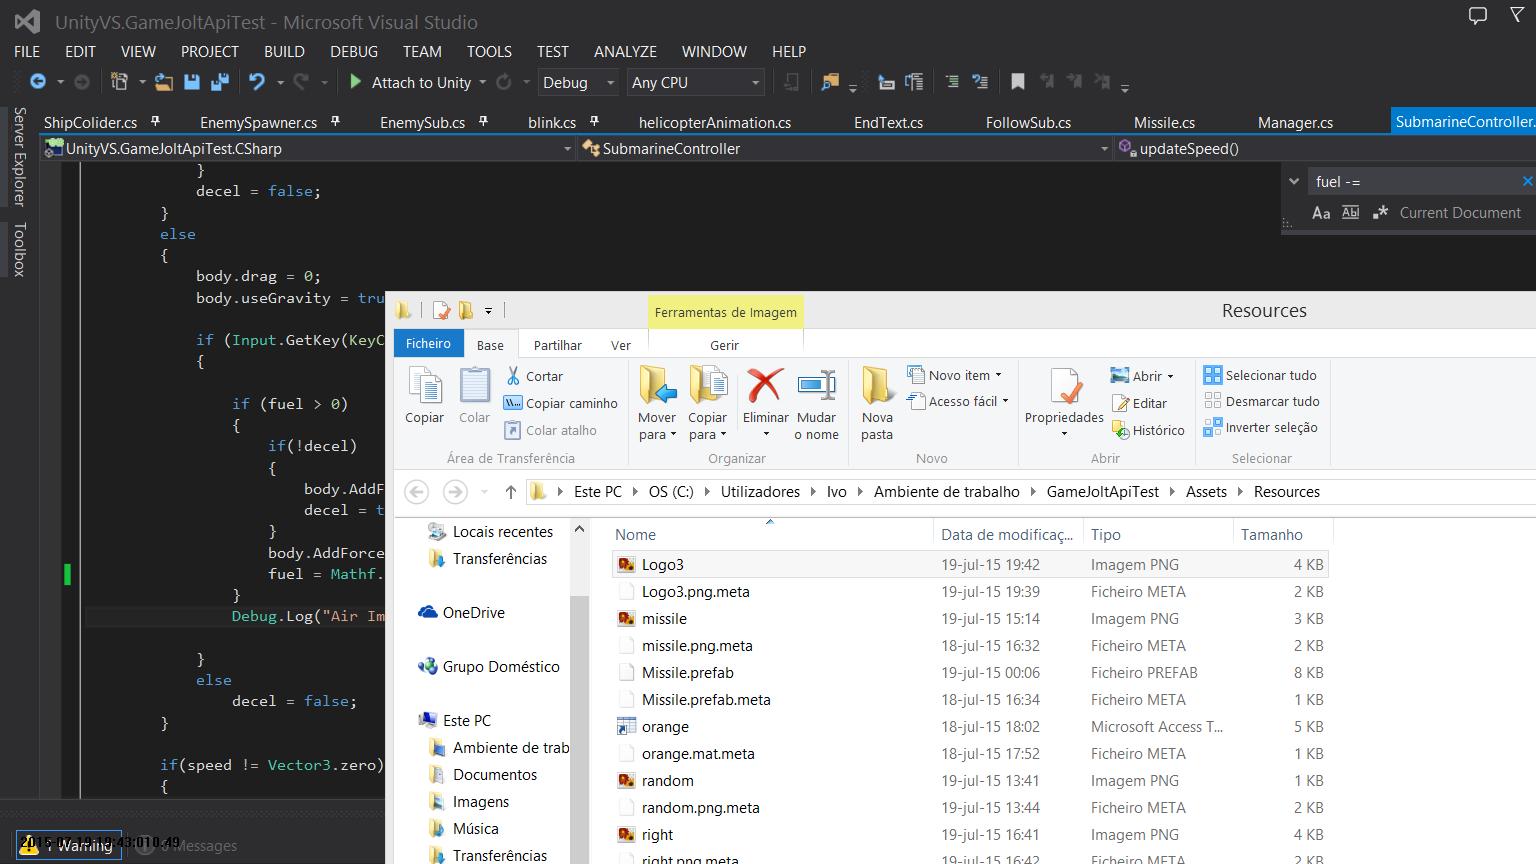 UnityVS.GameJoltApiTest - Microsoft Visual Studio
FILE EDIT VIEW PROJECT BUILD DEBUG TEAM TOOLS TEST ANALYZE WINDOW HELP
Attach to Unity Debug Any CPU
Server Explorer
Toolbox
ShipColider.cs EnemySpawner.cs EnemySub.cs blink.cs helicopterAnimation.cs EndText.cs FollowSub.cs Missile.cs Manager.cs SubmarineController.
UnityVS.GameJoltApiTest.CSharp SubmarineController updateSpeed()
fuel -=
Aa Abl .* Current Document
}
decel = false;
}
else
{
body.drag = 0;
body.useGravity = tru
if (Input.GetKey(KeyC
{
if (fuel > 0)
{
if(!decel)
{
body.AddF
decel = t
}
body.AddForce
fuel = Mathf.
}
Debug.Log("Air Im
}
else
decel = false;
}
if(speed != Vector3.zero)
{
1 Warning
0 Messages
Ferramentas de Imagem Resources
Ficheiro Base Partilhar Ver Gerir
Copiar
Colar
Cortar
Copiar caminho
Colar atalho
Área de Transferência
Mover para
Copiar para
Eliminar
Mudar o nome
Organizar
Nova pasta
Novo item
Acesso fácil
Novo
Propriedades
Abrir
Editar
Histórico
Abrir
Selecionar tudo
Desmarcar tudo
Inverter seleção
Selecionar
Este PC OS (C:) Utilizadores Ivo Ambiente de trabalho GameJoltApiTest Assets Resources
Locais recentes
Transferências
OneDrive
Grupo Doméstico
Este PC
Ambiente de trab
Documentos
Imagens
Música
Transferências
Nome Data de modificaç... Tipo Tamanho
Logo3 19-jul-15 19:42 Imagem PNG 4 KB
Logo3.png.meta 19-jul-15 19:39 Ficheiro META 2 KB
missile 19-jul-15 15:14 Imagem PNG 3 KB
missile.png.meta 18-jul-15 16:32 Ficheiro META 2 KB
Missile.prefab 19-jul-15 00:06 Ficheiro PREFAB 8 KB
Missile.prefab.meta 18-jul-15 16:34 Ficheiro META 1 KB
orange 18-jul-15 18:02 Microsoft Access T... 5 KB
orange.mat.meta 18-jul-15 17:52 Ficheiro META 1 KB
random 19-jul-15 13:41 Imagem PNG 1 KB
random.png.meta 19-jul-15 13:44 Ficheiro META 2 KB
right 19-jul-15 16:41 Imagem PNG 4 KB
right.png.meta 19-jul-15 16:42 Ficheiro META 2 KB